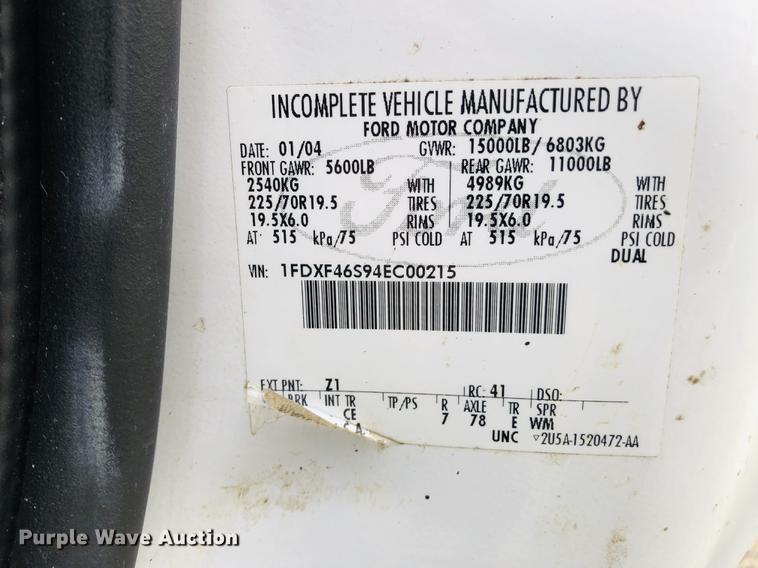 INCOMPLETE VEHICLE MANUFACTURED BY
FORD MOTOR COMPANY
DATE: 01/04 GVWR: 15000LB/ 6803KG
FRONT GAWR: 5600LB REAR GAWR: 11000LB
2540KG WITH 4989KG WITH
225/70R19.5 TIRES 225/70R19.5 TIRES
19.5X6.0 RIMS 19.5X6.0 RIMS
AT 515 kPa/75 PSI COLD AT 515 kPa/75 PSI COLD
DUAL
Ford
VIN: 1FDXF46S94EC00215
EXT PNT: Z1 RC: 41 DSO:
BRK INT TR TP/PS R AXLE TR SPR
CE 7 78 E WM
UNC ▽2U5A-1520472-AA
Purple Wave Auction